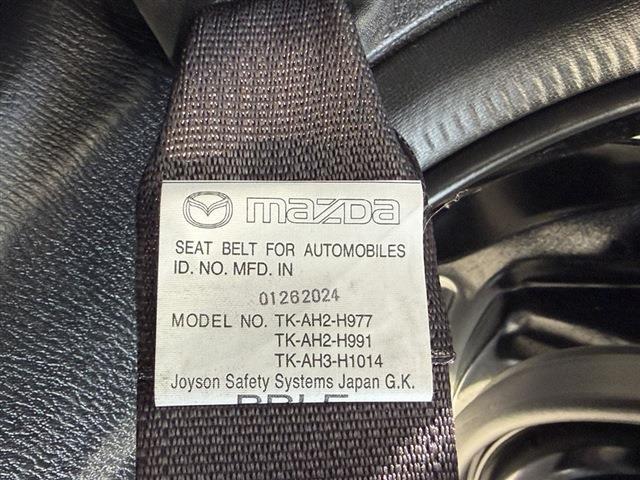 mazda
SEAT BELT FOR AUTOMOBILES
ID. NO. MFD. IN
01262024
MODEL NO. TK-AH2-H977
TK-AH2-H991
TK-AH3-H1014
Joyson Safety Systems Japan G.K.